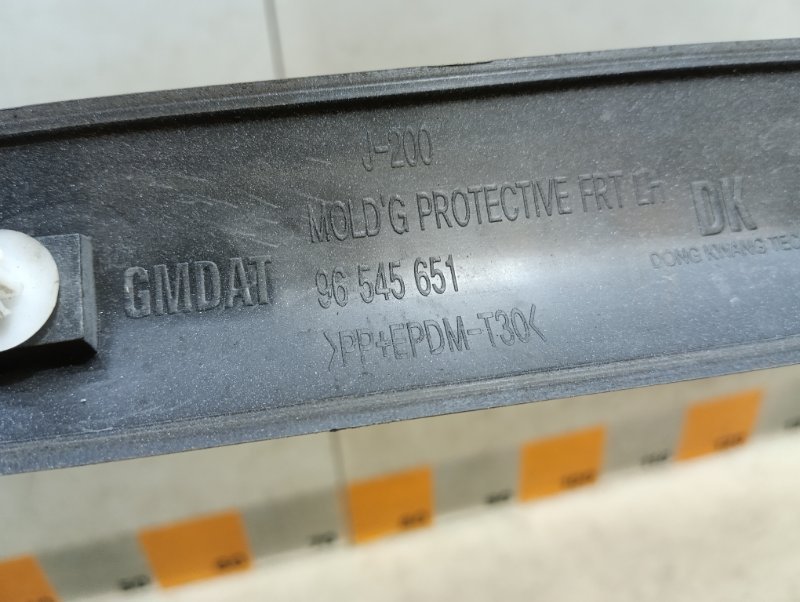 J-200
MOLD'G PROTECTIVE FRT LH
DK
DONG KWANG TEC
GMDAT
96 545 651
>PP+EPDM-T30<